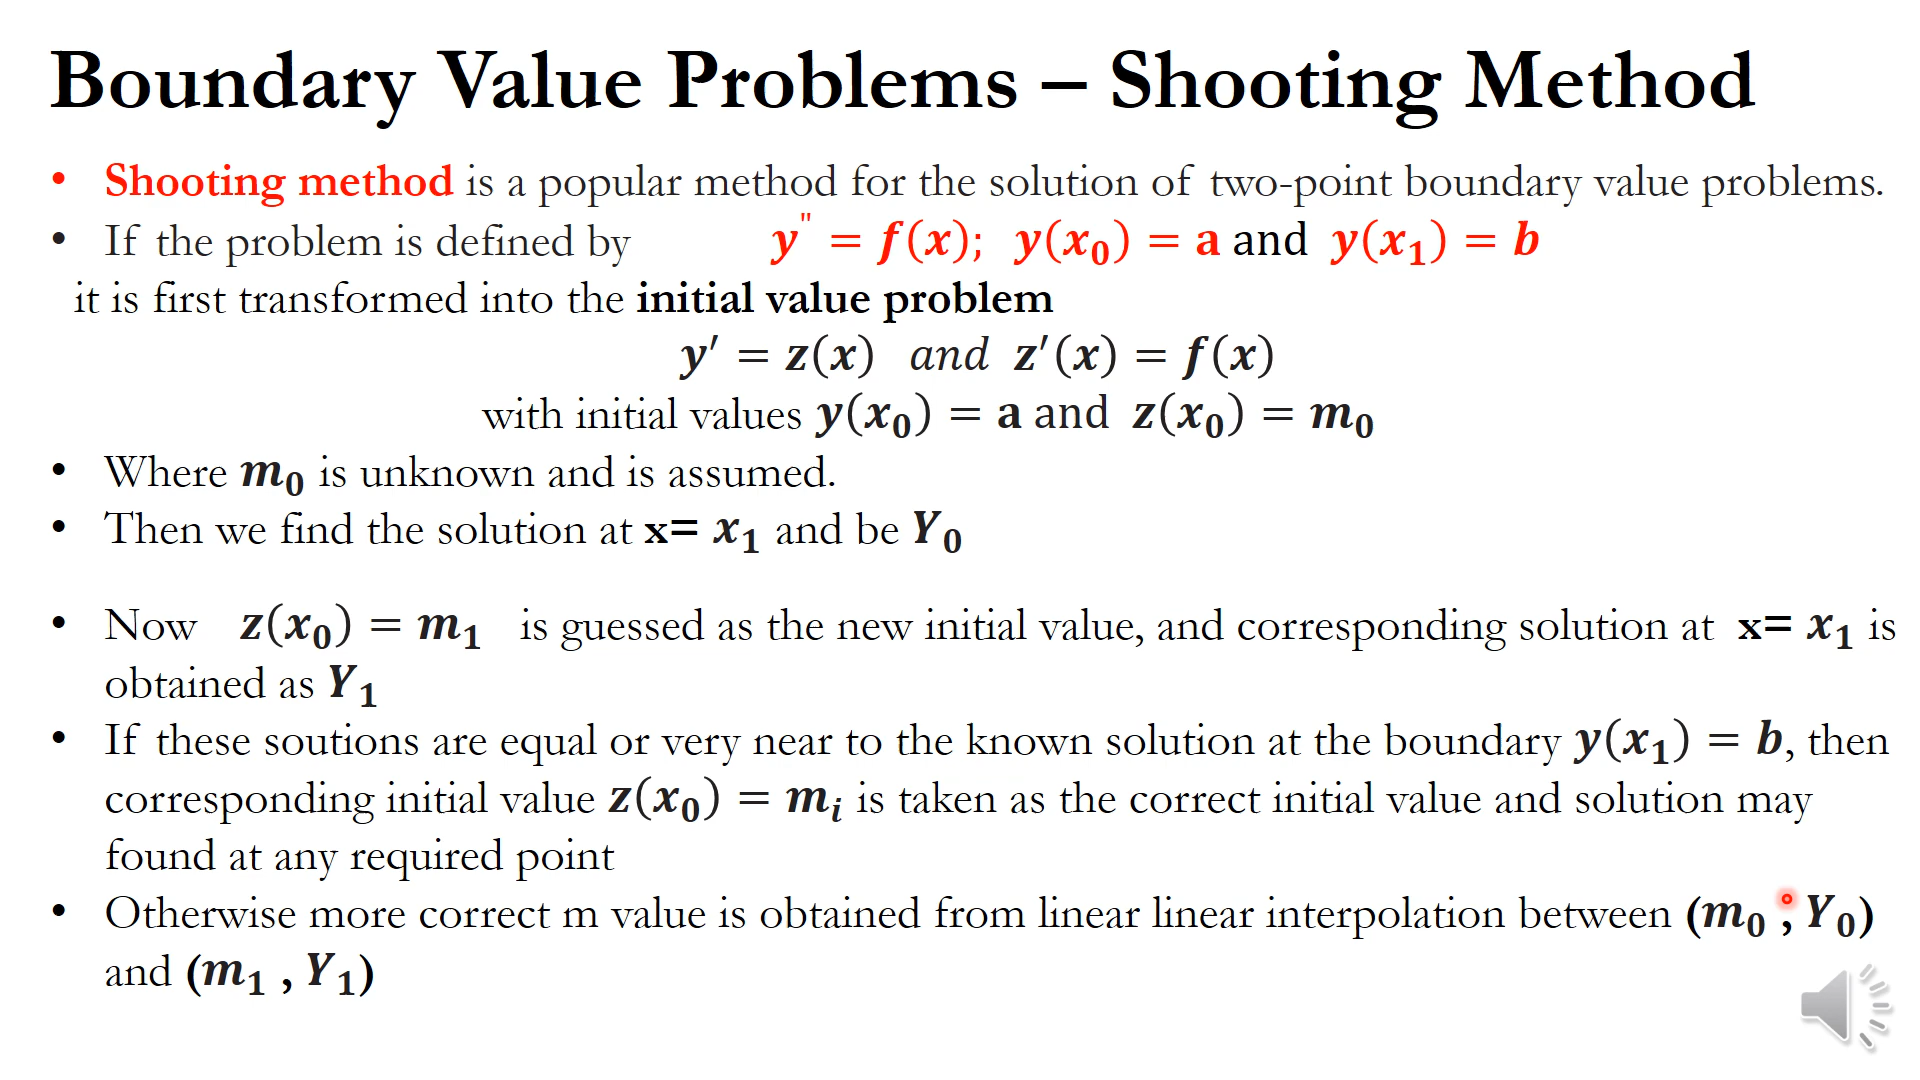 Boundary Value Problems – Shooting Method
• Shooting method is a popular method for the solution of two-point boundary value problems.
• If the problem is defined by y" = f(x); y(x₀) = a and y(x₁) = b
it is first transformed into the initial value problem
y′ = z(x) and z′(x) = f(x)
with initial values y(x₀) = a and z(x₀) = m₀
• Where m₀ is unknown and is assumed.
• Then we find the solution at x= x₁ and be Y₀
• Now z(x₀) = m₁ is guessed as the new initial value, and corresponding solution at x= x₁ is
obtained as Y₁
• If these soutions are equal or very near to the known solution at the boundary y(x₁) = b, then
corresponding initial value z(x₀) = mᵢ is taken as the correct initial value and solution may
found at any required point
• Otherwise more correct m value is obtained from linear linear interpolation between (m₀ , Y₀)
and (m₁ , Y₁)